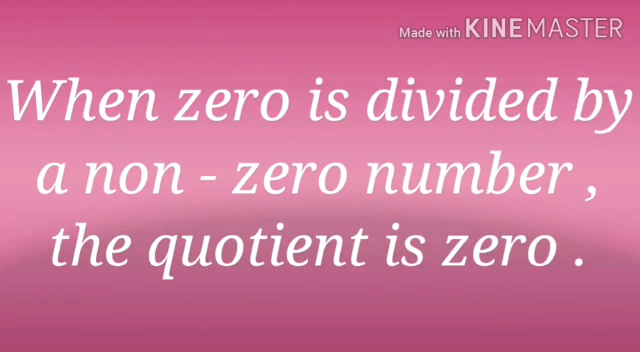 Made with KINEMASTER
When zero is divided by
a non - zero number ,
the quotient is zero .